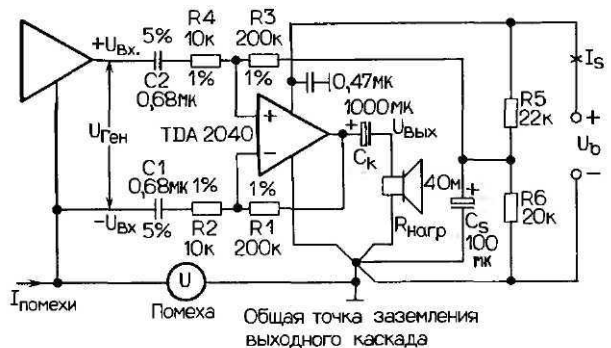 +Uвх.
5%
C2
0,68мк
R4
10к
1%
R3
200к
1%
0,47мк
1000мк
+
Cк
Uвых
UГен
TDA 2040
+
−
C1
0,68мк
5%
-Uвх
1%
R2
10к
1%
R1
200к
4Ом
Rнагр
+
Cs
100
мк
Is
R5
22к
+
Ub
−
R6
20к
Iпомехи
U
Помеха
Общая точка заземления
выходного каскада